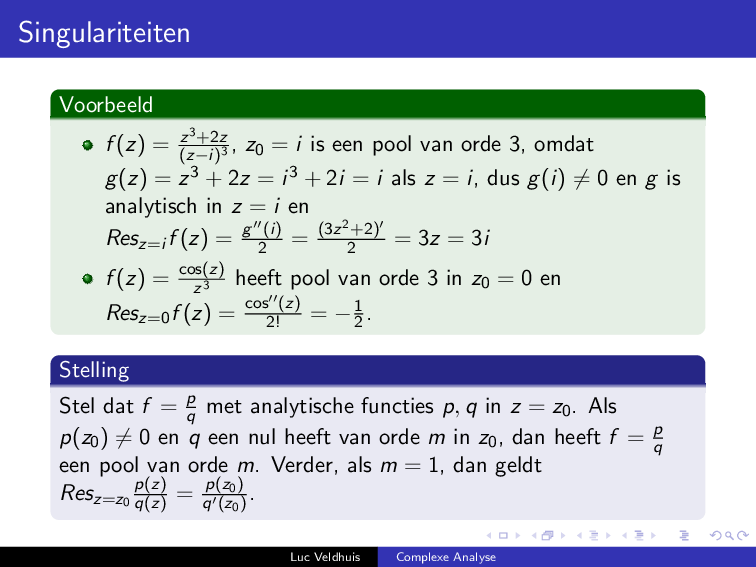 Singulariteiten
Voorbeeld
f(z) = \frac{z^3+2z}{(z−i)^3}, z_0 = i is een pool van orde 3, omdat
g(z) = z^3 + 2z = i^3 + 2i = i als z = i, dus g(i) ≠ 0 en g is
analytisch in z = i en
Res_{z=i} f(z) = \frac{g''(i)}{2} = \frac{(3z^2+2)'}{2} = 3z = 3i
f(z) = \frac{cos(z)}{z^3} heeft pool van orde 3 in z_0 = 0 en
Res_{z=0} f(z) = \frac{cos''(z)}{2!} = −\frac{1}{2}.
Stelling
Stel dat f = \frac{p}{q} met analytische functies p, q in z = z_0. Als
p(z_0) ≠ 0 en q een nul heeft van orde m in z_0, dan heeft f = \frac{p}{q}
een pool van orde m. Verder, als m = 1, dan geldt
Res_{z=z_0} \frac{p(z)}{q(z)} = \frac{p(z_0)}{q'(z_0)}.
Luc Veldhuis Complexe Analyse